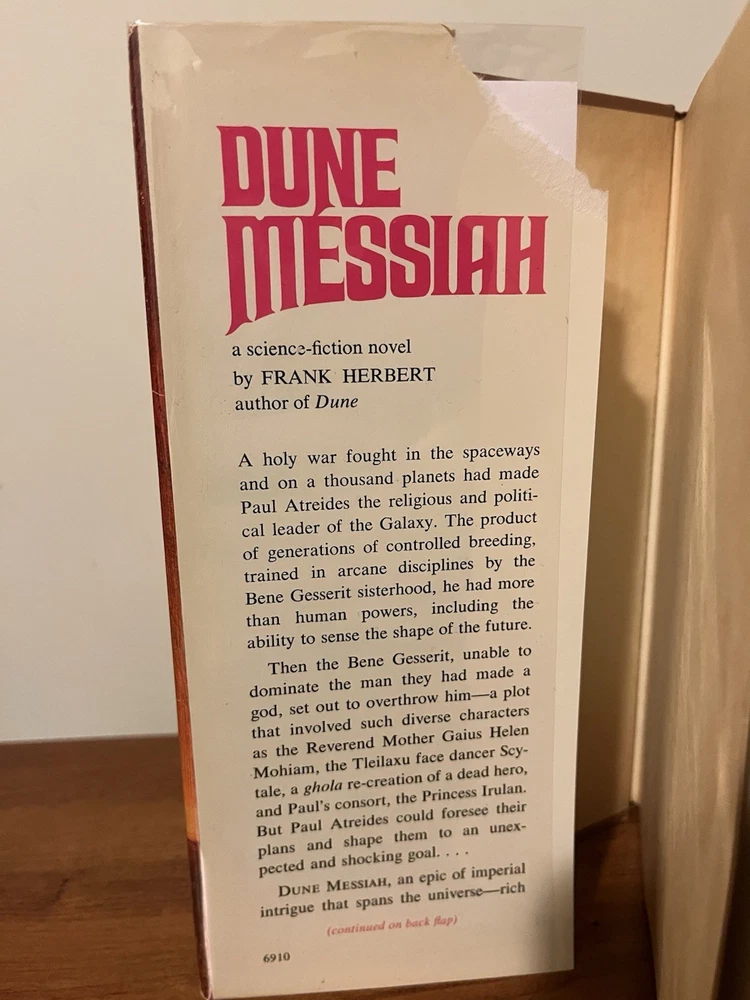 DUNE
MESSIAH
a science-fiction novel
by FRANK HERBERT
author of Dune
A holy war fought in the spaceways
and on a thousand planets had made
Paul Atreides the religious and politi-
cal leader of the Galaxy. The product
of generations of controlled breeding,
trained in arcane disciplines by the
Bene Gesserit sisterhood, he had more
than human powers, including the
ability to sense the shape of the future.
Then the Bene Gesserit, unable to
dominate the man they had made a
god, set out to overthrow him—a plot
that involved such diverse characters
as the Reverend Mother Gaius Helen
Mohiam, the Tleilaxu face dancer Scy-
tale, a ghola re-creation of a dead hero,
and Paul's consort, the Princess Irulan.
But Paul Atreides could foresee their
plans and shape them to an unex-
pected and shocking goal. . . .
DUNE MESSIAH, an epic of imperial
intrigue that spans the universe—rich
(continued on back flap)
6910